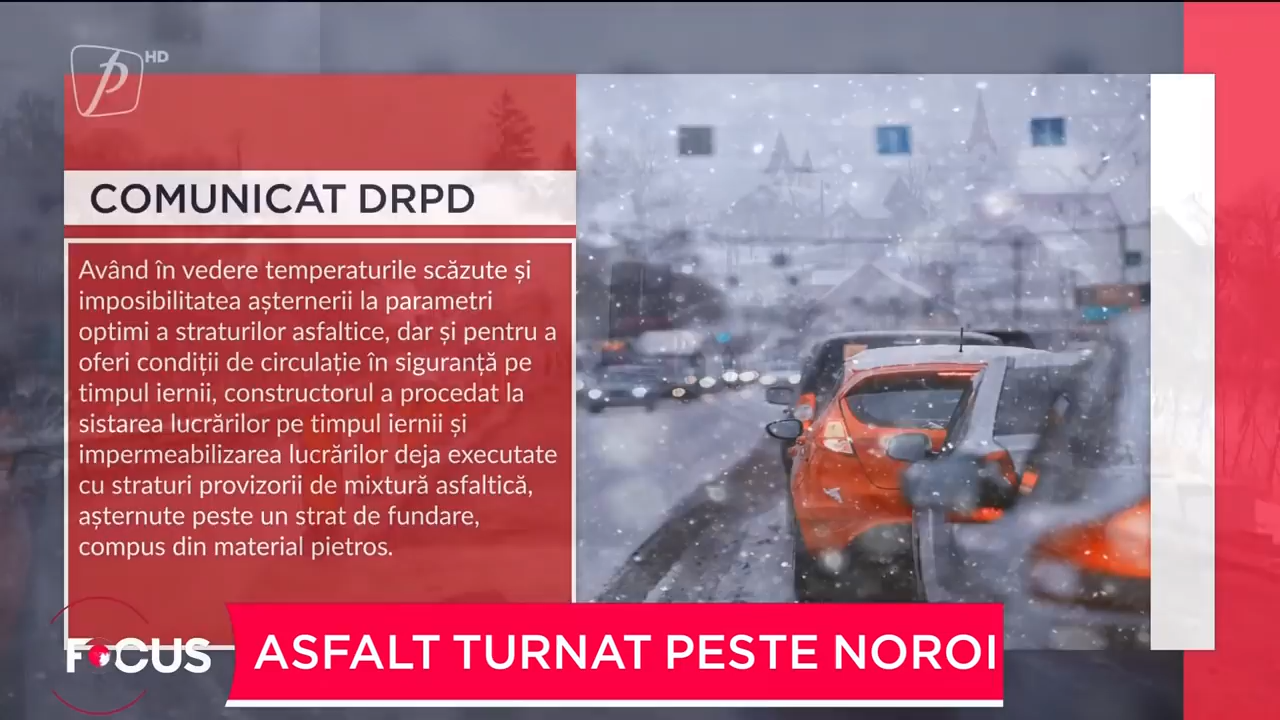 p HD
COMUNICAT DRPD
Având în vedere temperaturile scăzute și
imposibilitatea așternerii la parametri
optimi a straturilor asfaltice, dar și pentru a
oferi condiții de circulație în siguranță pe
timpul iernii, constructorul a procedat la
sistarea lucrărilor pe timpul iernii și
impermeabilizarea lucrărilor deja executate
cu straturi provizorii de mixtură asfaltică,
așternute peste un strat de fundare,
compus din material pietros.
FOCUS
ASFALT TURNAT PESTE NOROI